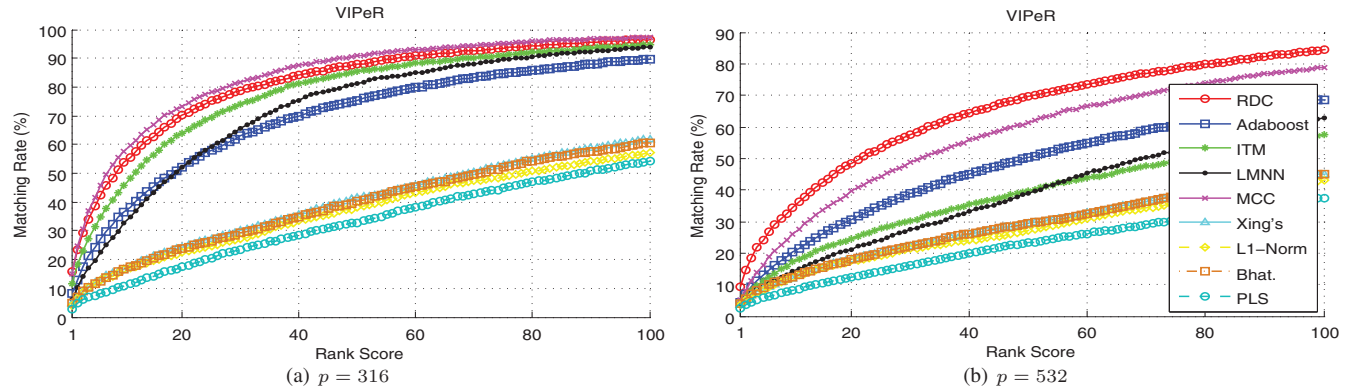 VIPeR
100
90
80
70
60
50
40
30
20
10
0
Matching Rate (%)
1 20 40 60 80 100
Rank Score
(a) p = 316
VIPeR
90
80
70
60
50
40
30
20
10
0
Matching Rate (%)
RDC
Adaboost
ITM
LMNN
MCC
Xing's
L1−Norm
Bhat.
PLS
1 20 40 60 80 100
Rank Score
(b) p = 532